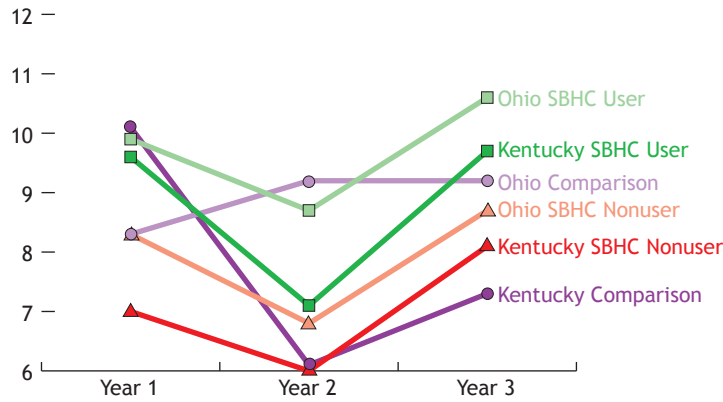 12
11
10
9
8
7
6
Ohio SBHC User
Kentucky SBHC User
Ohio Comparison
Ohio SBHC Nonuser
Kentucky SBHC Nonuser
Kentucky Comparison
Year 1
Year 2
Year 3